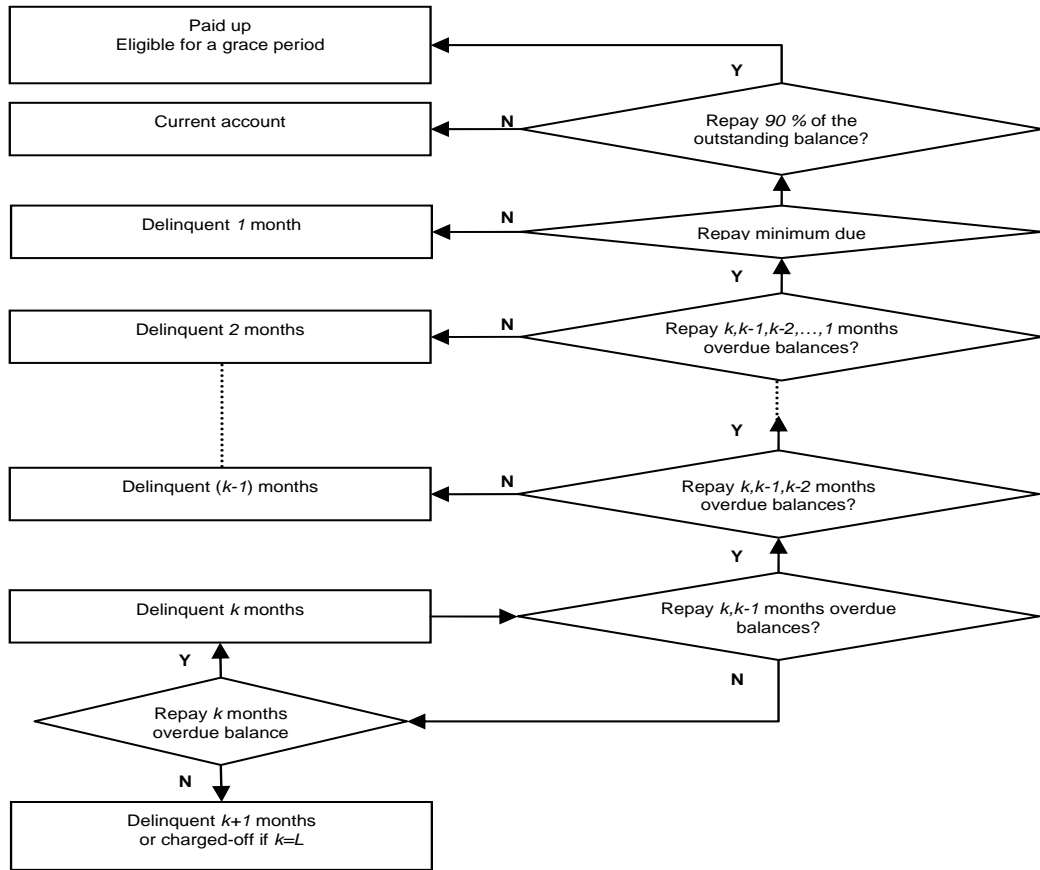 Paid up
Eligible for a grace period
Y
Current account
N
Repay 90 % of the
outstanding balance?
Delinquent 1 month
N
Repay minimum due
Y
Delinquent 2 months
N
Repay k,k-1,k-2,…,1 months
overdue balances?
Y
Delinquent (k-1) months
N
Repay k,k-1,k-2 months
overdue balances?
Y
Delinquent k months
Repay k,k-1 months overdue
balances?
Y
N
Repay k months
overdue balance
N
Delinquent k+1 months
or charged-off if k=L